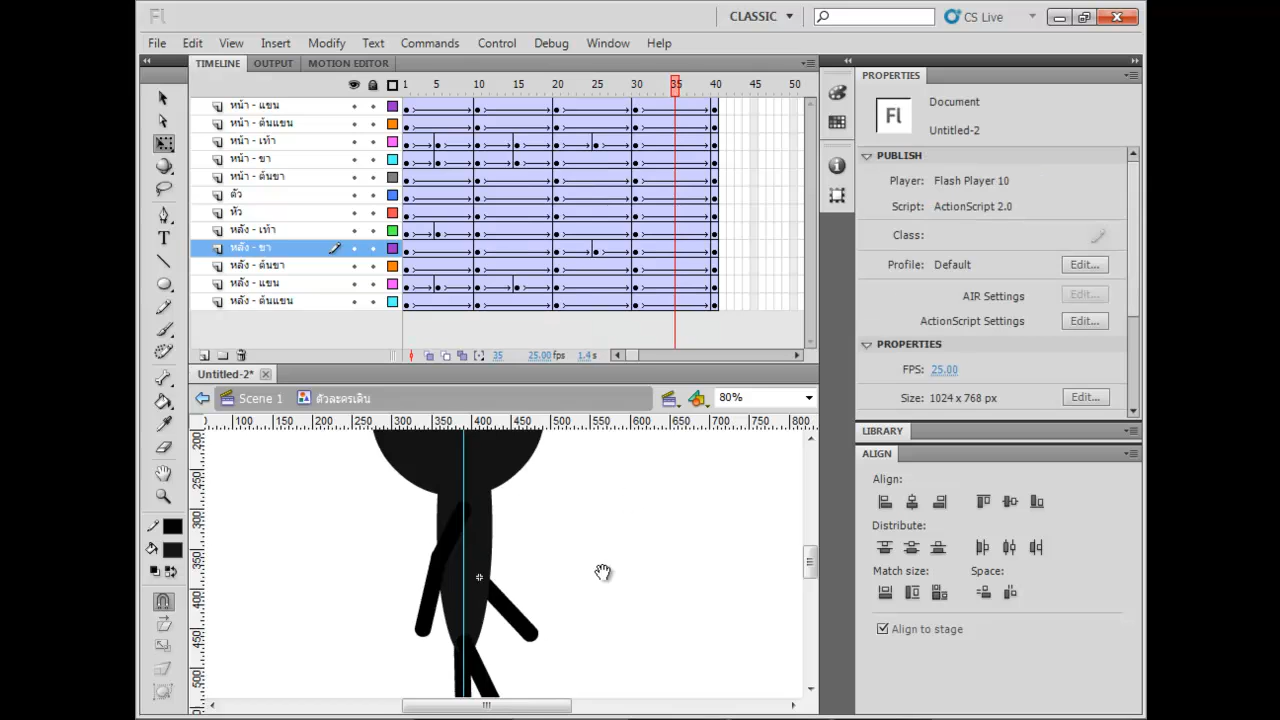 Fl
CLASSIC
CS Live
File Edit View Insert Modify Text Commands Control Debug Window Help
TIMELINE OUTPUT MOTION EDITOR
1 5 10 15 20 25 30 35 40 45 50
หน้า - แขน
หน้า - ต้นแขน
หน้า - เท้า
หน้า - ขา
หน้า - ต้นขา
ตัว
หัว
หลัง - เท้า
หลัง - ขา
หลัง - ต้นขา
หลัง - แขน
หลัง - ต้นแขน
35 25.00 fps 1.4 s
Untitled-2*
Scene 1 ตัวละครเดิน 80%
100 150 200 250 300 350 400 450 500 550 600 650 700 750 800
200
250
300
350
400
450
500
PROPERTIES
Fl
Document
Untitled-2
PUBLISH
Player: Flash Player 10
Script: ActionScript 2.0
Class:
Profile: Default Edit...
AIR Settings Edit...
ActionScript Settings Edit...
PROPERTIES
FPS: 25.00
Size: 1024 x 768 px Edit...
LIBRARY
ALIGN
Align:
Distribute:
Match size: Space:
Align to stage